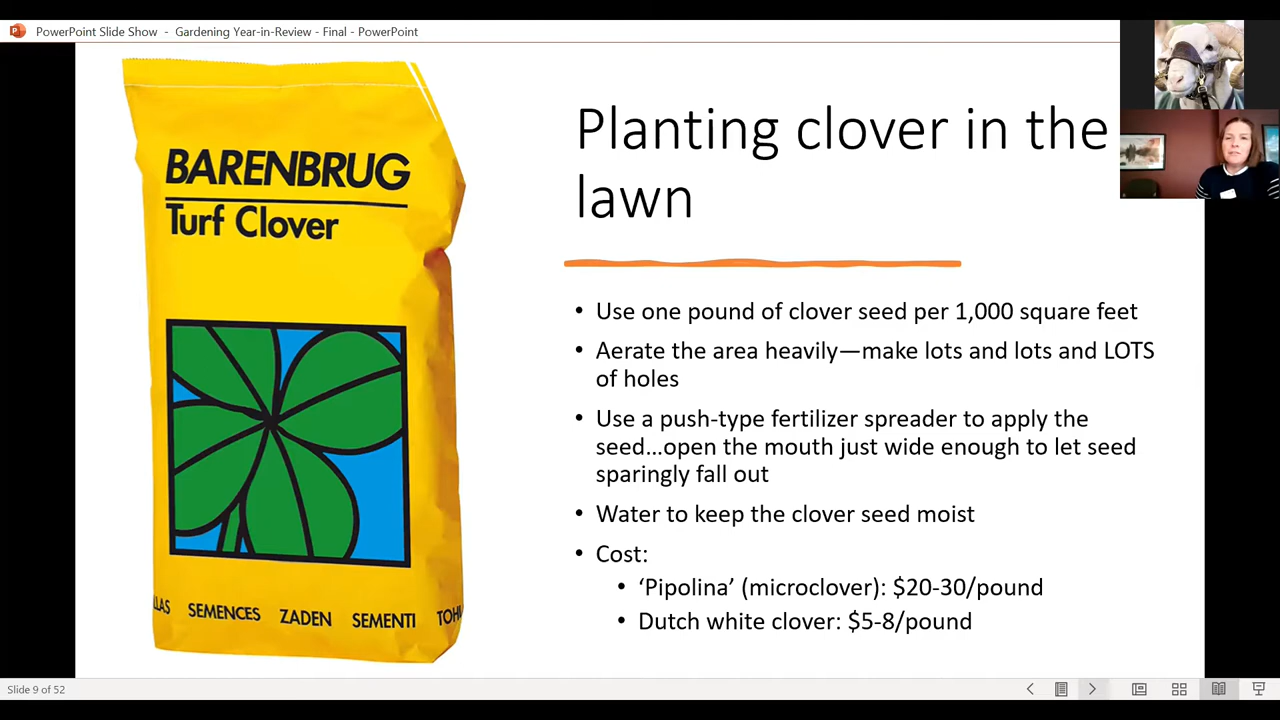 PowerPoint Slide Show - Gardening Year-in-Review - Final - PowerPoint
BARENBRUG
Turf Clover
SEMENCES ZADEN SEMENTI
Planting clover in the
lawn
• Use one pound of clover seed per 1,000 square feet
• Aerate the area heavily—make lots and lots and LOTS
of holes
• Use a push-type fertilizer spreader to apply the
seed...open the mouth just wide enough to let seed
sparingly fall out
• Water to keep the clover seed moist
• Cost:
• ‘Pipolina’ (microclover): $20-30/pound
• Dutch white clover: $5-8/pound
Slide 9 of 52